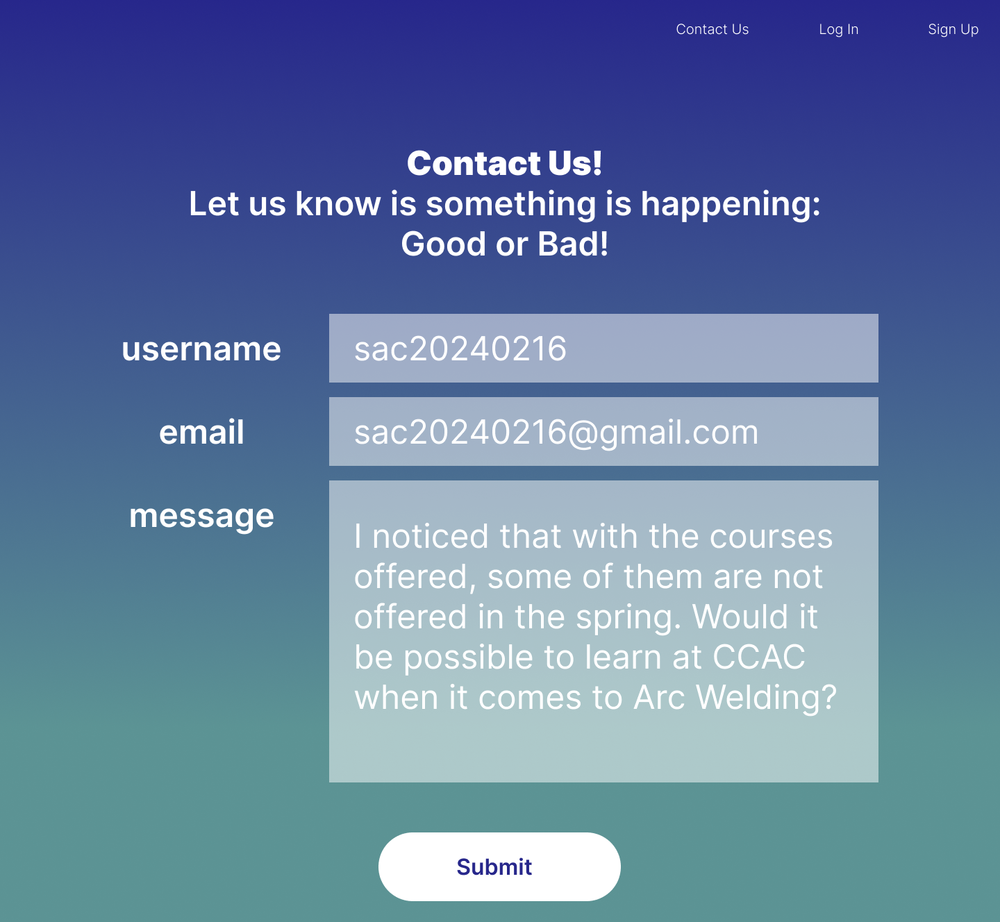 Contact Us
Log In
Sign Up
Contact Us!
Let us know is something is happening:
Good or Bad!
username
sac20240216
email
sac20240216@gmail.com
message
I noticed that with the courses
offered, some of them are not
offered in the spring. Would it
be possible to learn at CCAC
when it comes to Arc Welding?
Submit